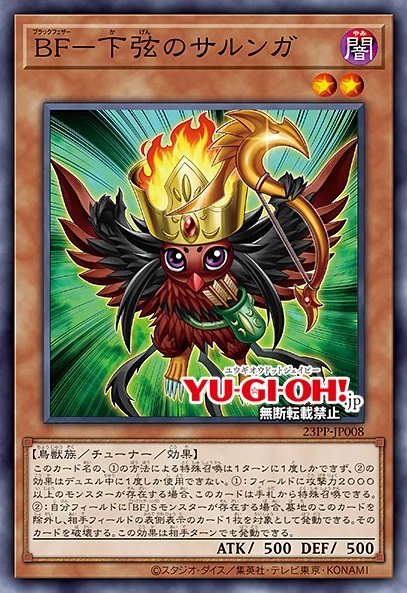 ブラックフェザー かげん
BF－下弦のサルンガ
やみ
闇
ユウギオウドットジェイピー
YU-GI-OH!.jp
無断転載禁止
23PP-JP008
【鳥獣族／チューナー／効果】
このカード名の、①の方法による特殊召喚は１ターンに１度しかできず、②の
効果はデュエル中に１度しか使用できない。①：フィールドに攻撃力２０００
以上のモンスターが存在する場合、このカードは手札から特殊召喚できる。
②：自分フィールドに「BF」Ｓモンスターが存在する場合、墓地のこのカード
を除外し、相手フィールドの表側表示のカード１枚を対象として発動できる。そ
のカードを破壊する。この効果は相手ターンでも発動できる。
ATK/ 500 DEF/ 500
©スタジオ・ダイス／集英社・テレビ東京・KONAMI